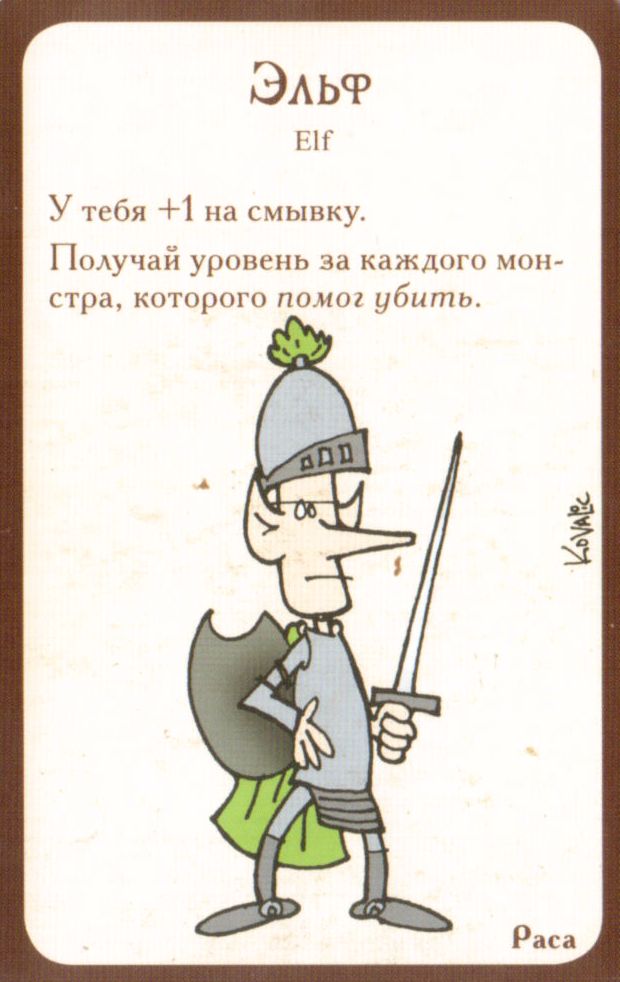 Эльф
Elf
У тебя +1 на смывку.
Получай уровень за каждого мон-
стра, которого помог убить.
KOVALIC
Раса